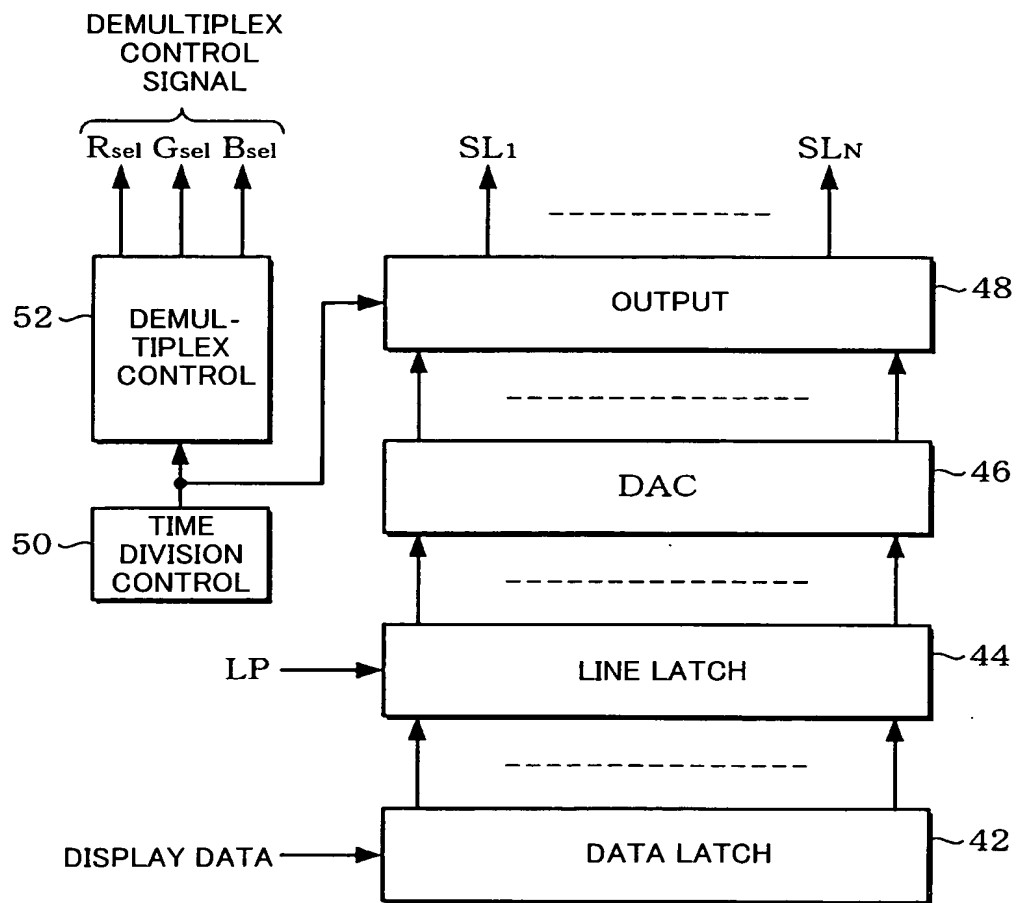 DEMULTIPLEX
CONTROL
SIGNAL
Rsel Gsel Bsel
SL1
SLN
52
DEMUL-
TIPLEX
CONTROL
OUTPUT
48
DAC
46
50
TIME
DIVISION
CONTROL
LP
LINE LATCH
44
DISPLAY DATA
DATA LATCH
42